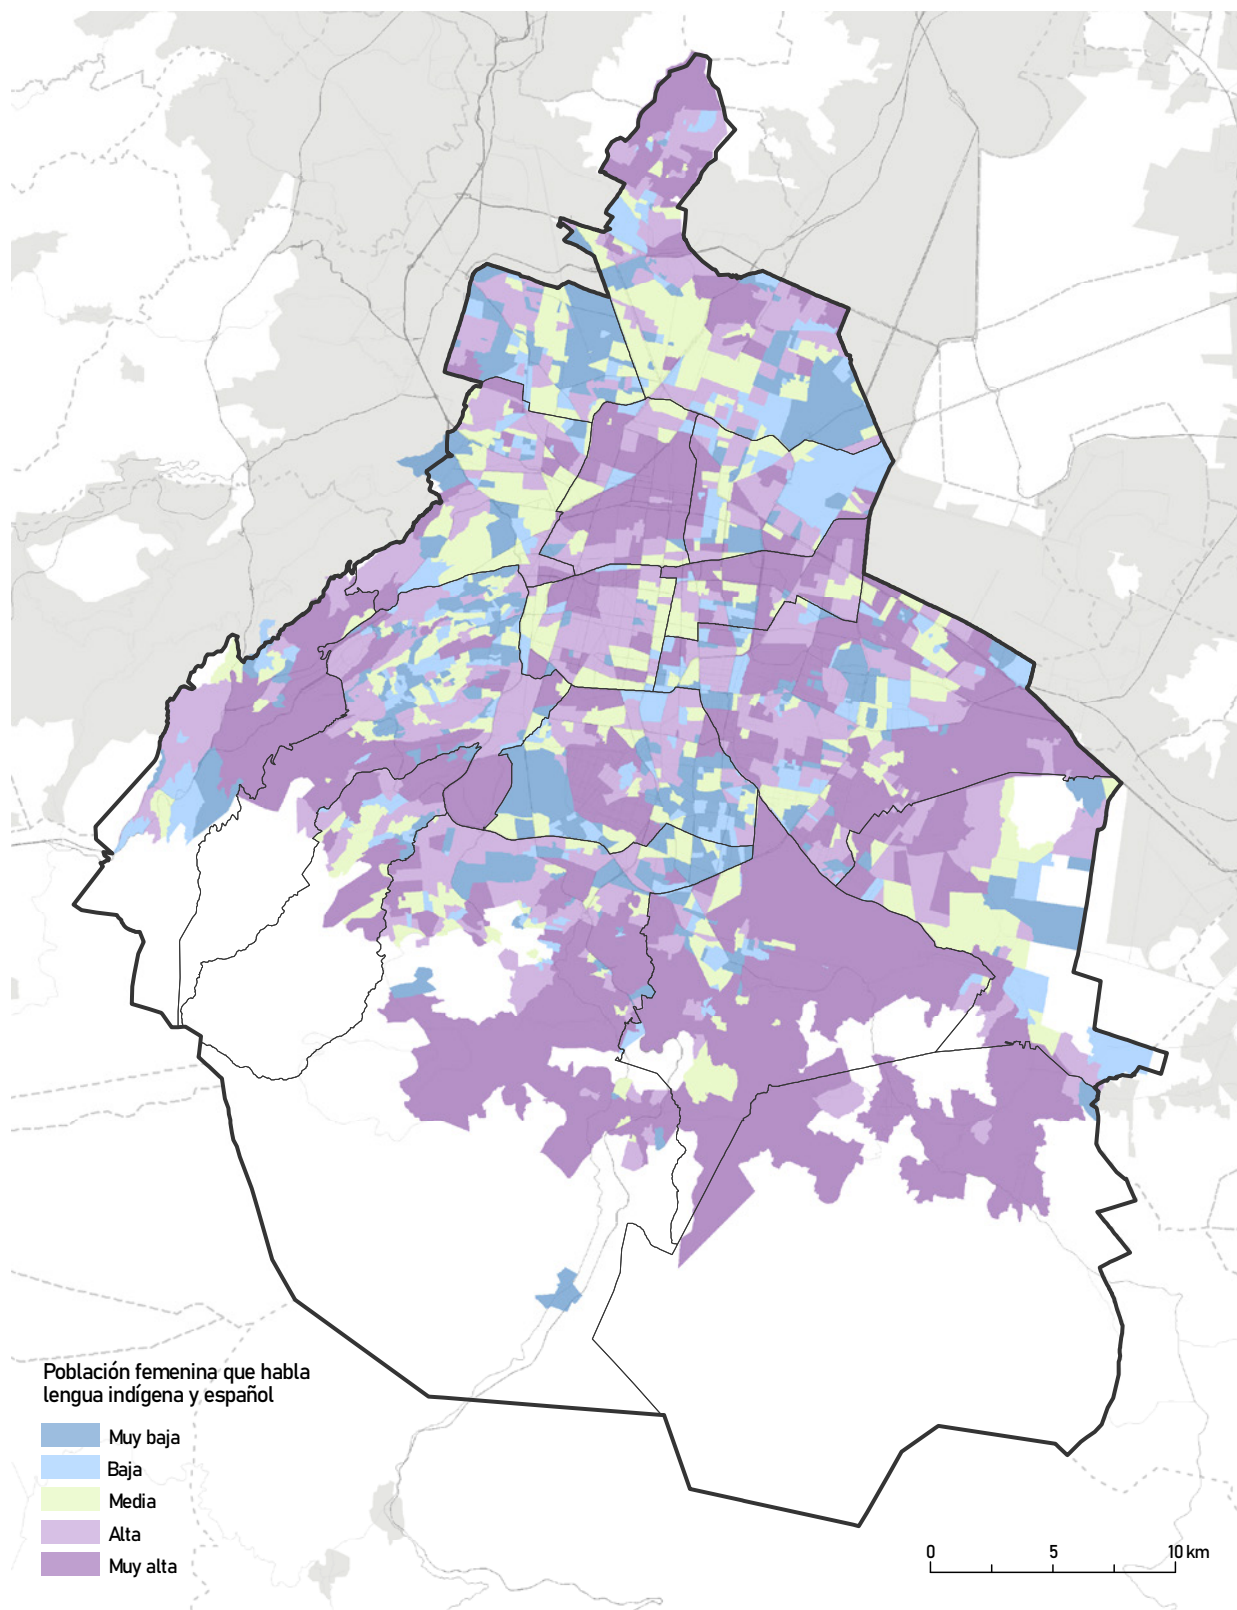 Población femenina que habla
lengua indígena y español
Muy baja
Baja
Media
Alta
Muy alta
0 5 10 km